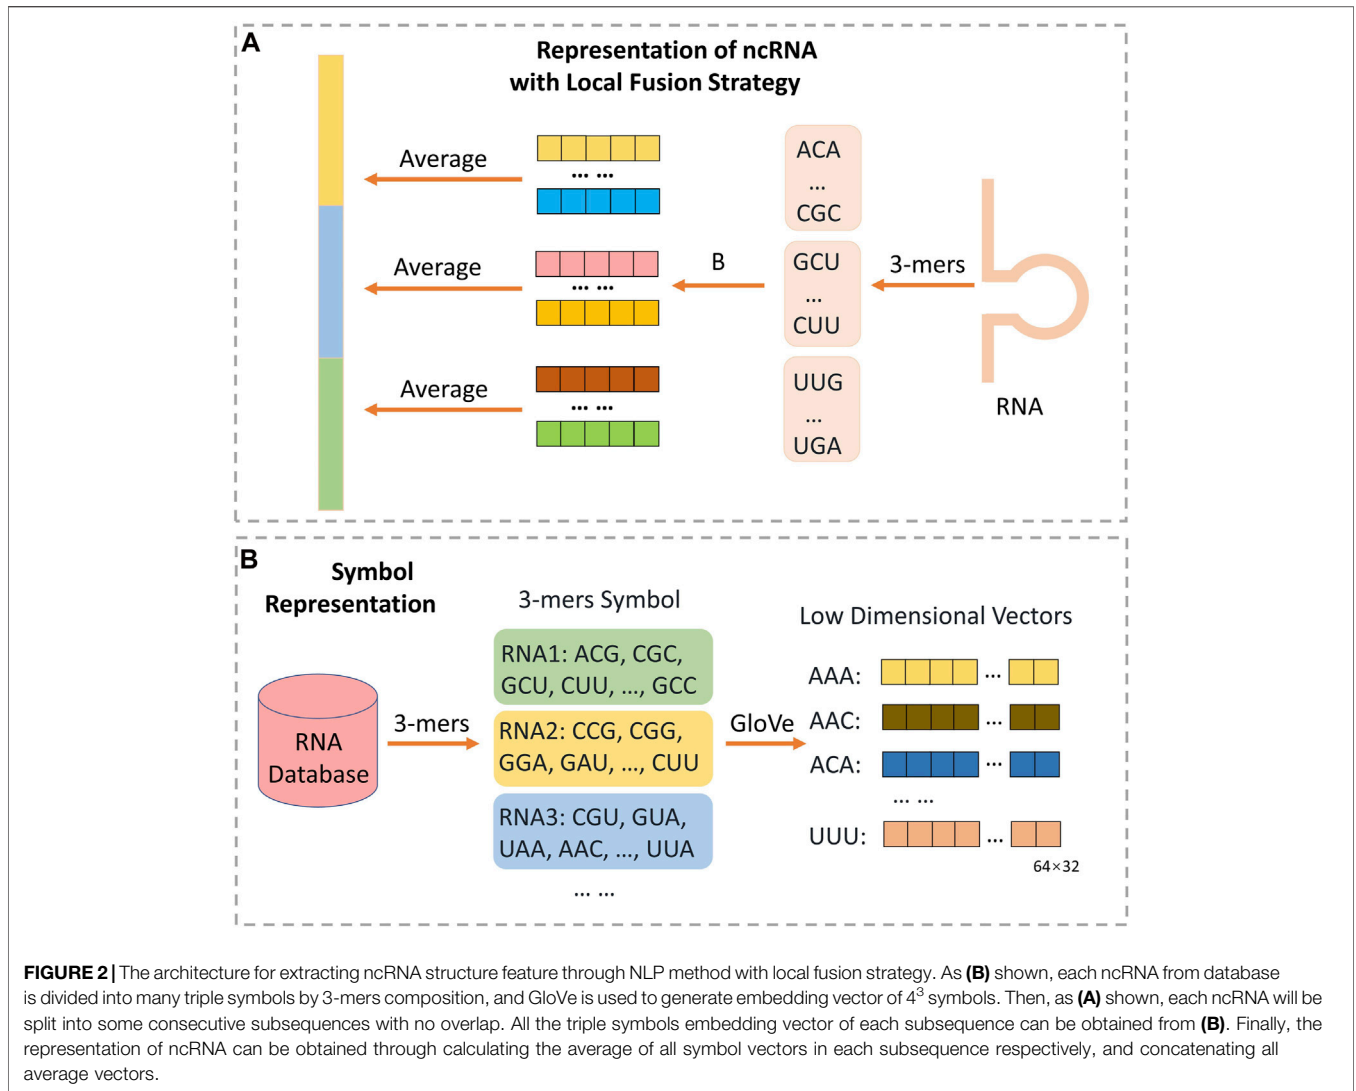 A
Representation of ncRNA
with Local Fusion Strategy
Average
... ...
ACA
...
CGC
Average
... ...
B
GCU
...
CUU
3-mers
Average
... ...
UUG
...
UGA
RNA
B
Symbol
Representation
RNA
Database
3-mers
3-mers Symbol
RNA1: ACG, CGC,
GCU, CUU, ..., GCC
RNA2: CCG, CGG,
GGA, GAU, ..., CUU
RNA3: CGU, GUA,
UAA, AAC, ..., UUA
... ...
GloVe
Low Dimensional Vectors
AAA: ...
AAC: ...
ACA: ...
... ...
UUU: ...
64×32
FIGURE 2 | The architecture for extracting ncRNA structure feature through NLP method with local fusion strategy. As (B) shown, each ncRNA from database
is divided into many triple symbols by 3-mers composition, and GloVe is used to generate embedding vector of 4³ symbols. Then, as (A) shown, each ncRNA will be
split into some consecutive subsequences with no overlap. All the triple symbols embedding vector of each subsequence can be obtained from (B). Finally, the
representation of ncRNA can be obtained through calculating the average of all symbol vectors in each subsequence respectively, and concatenating all
average vectors.